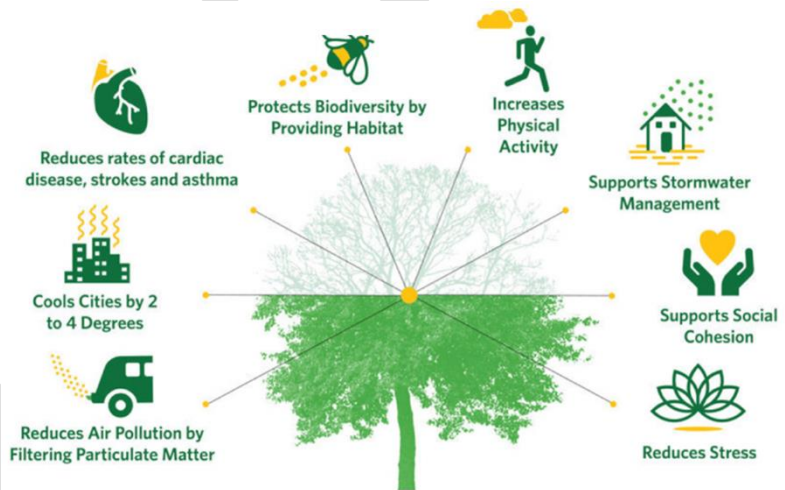 Protects Biodiversity by
Providing Habitat
Increases
Physical
Activity
Reduces rates of cardiac
disease, strokes and asthma
Supports Stormwater
Management
Cools Cities by 2
to 4 Degrees
Supports Social
Cohesion
Reduces Air Pollution by
Filtering Particulate Matter
Reduces Stress